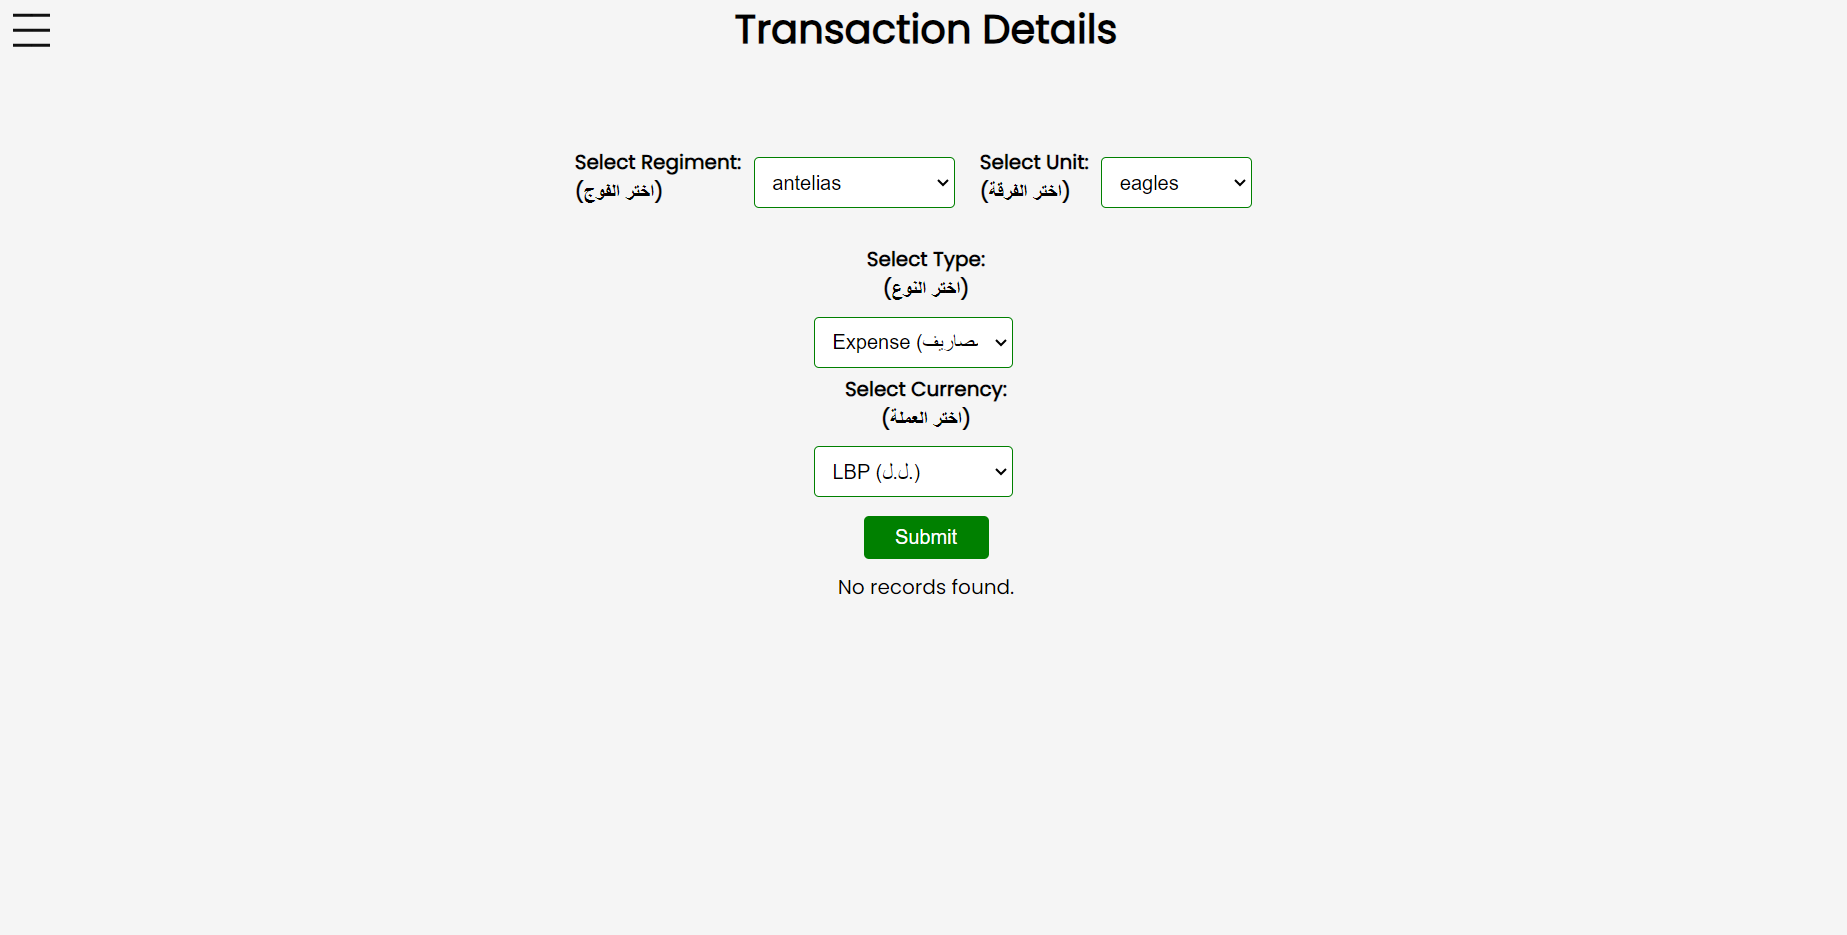 Transaction Details
Select Regiment:
(اختر الفوج)
antelias
Select Unit:
(اختر الفرقة)
eagles
Select Type:
(اختر النوع)
Expense (مصاريف
Select Currency:
(اختر العملة)
LBP (ل.ل.)
Submit
No records found.